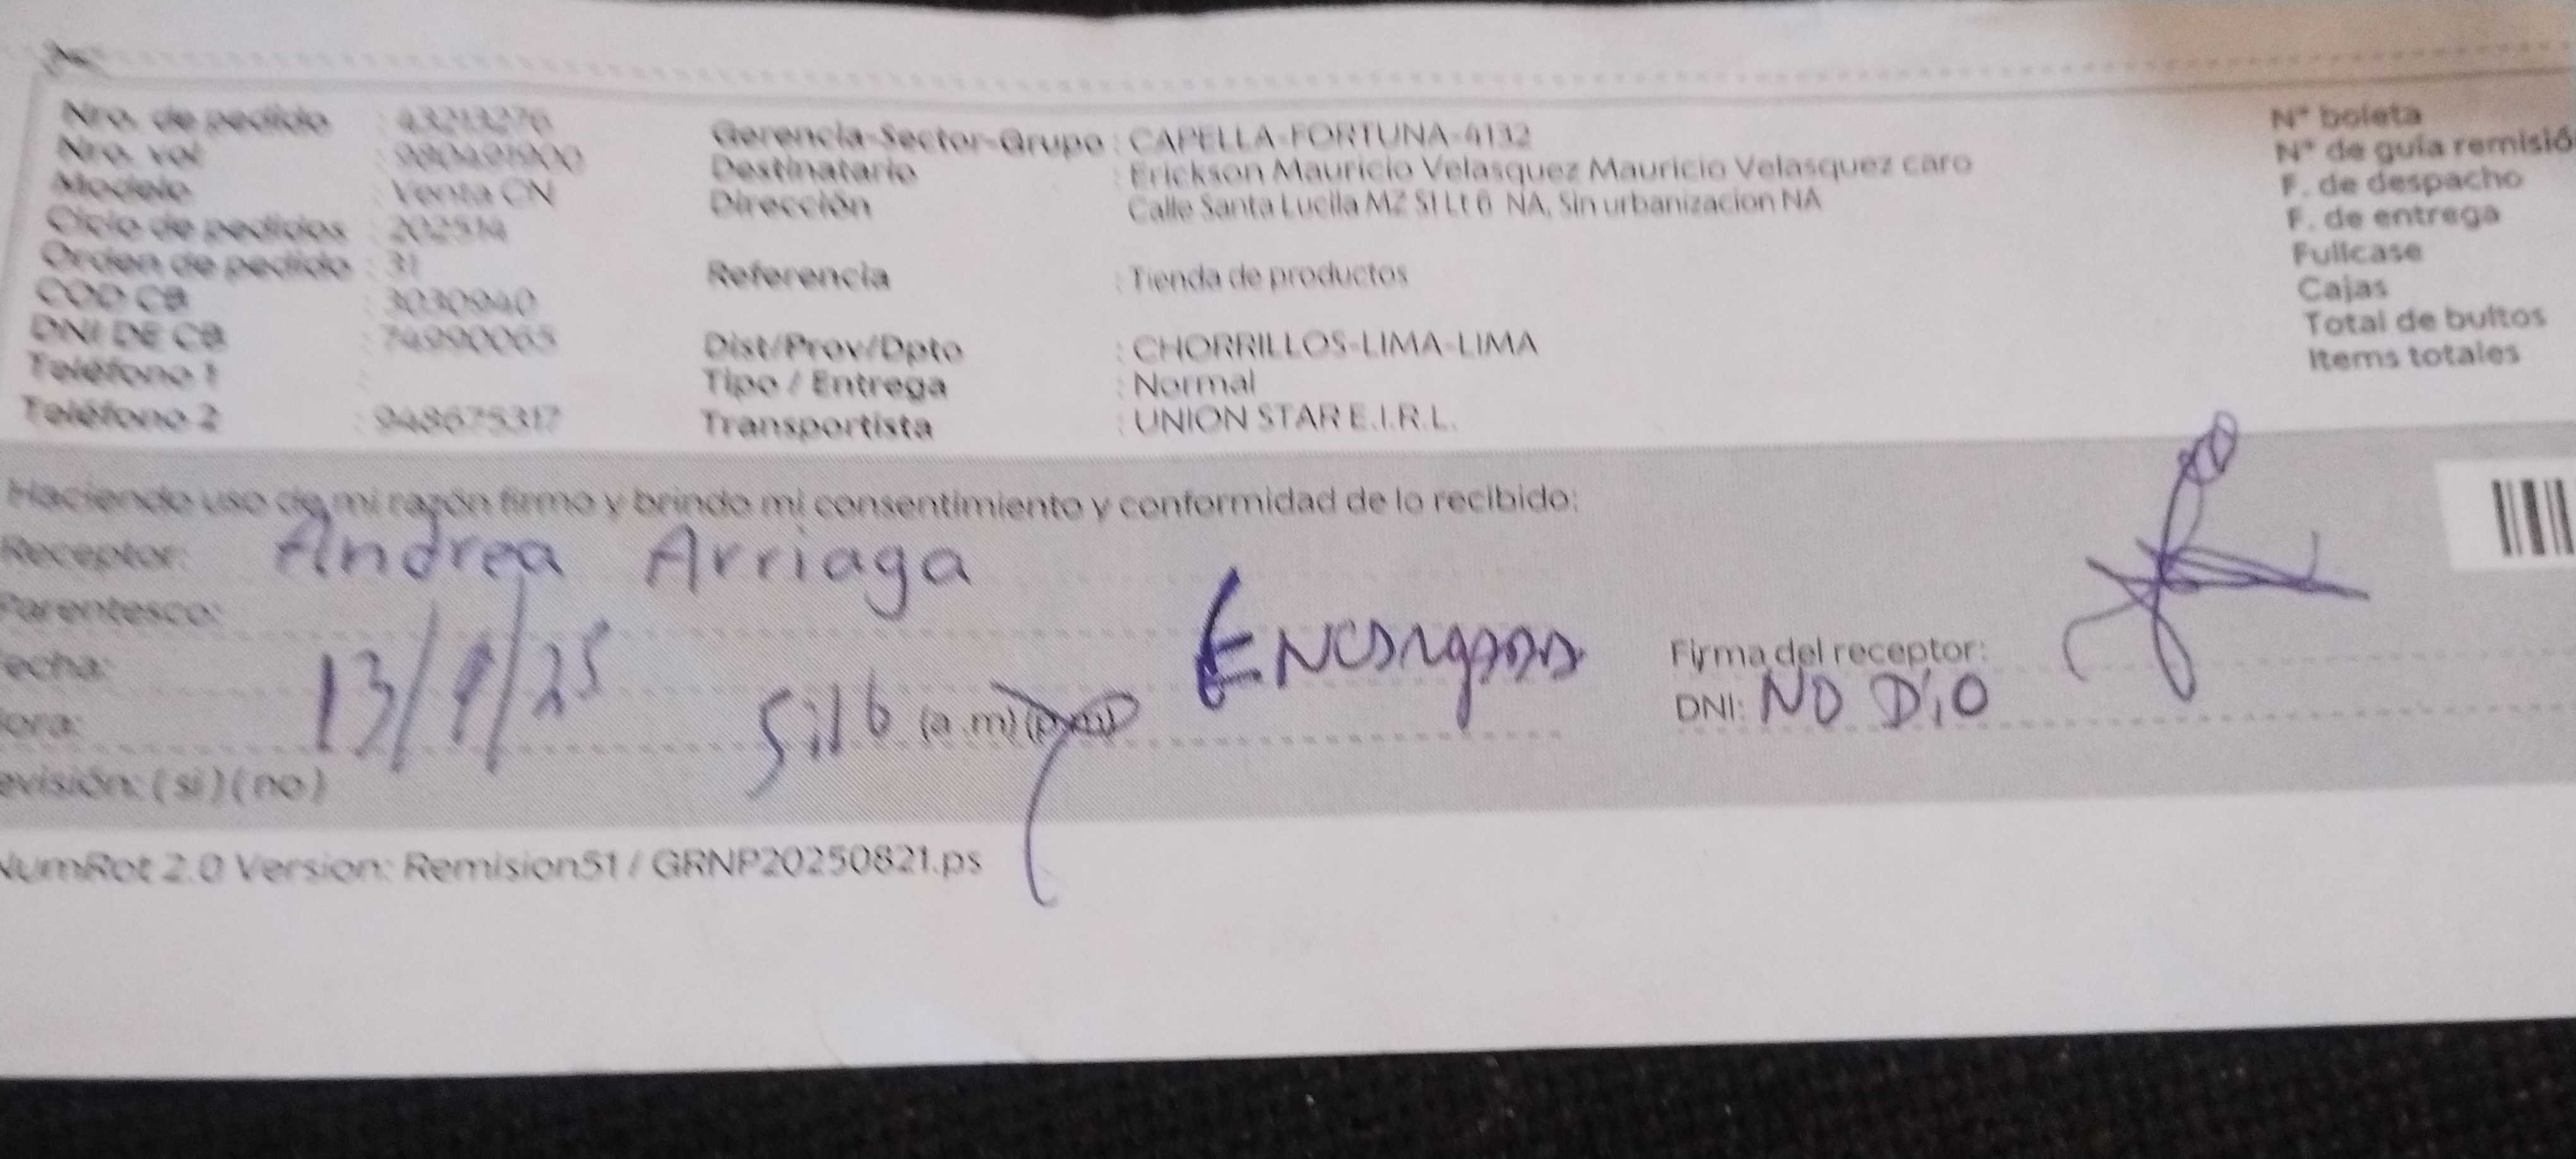 Nro. de pedido : 43213276
Nro. vol : 980491900
Modelo : Venta CN
Ciclo de pedidos : 202514
Orden de pedido : 31
COD CB : 3030940
DNI DE CB : 74990065
Teléfono 1 :
Teléfono 2 : 948675317
Gerencia-Sector-Grupo : CAPELLA-FORTUNA-4132
Destinatario : Erickson Mauricio Velasquez Mauricio Velasquez caro
Dirección : Calle Santa Lucila MZ S1 Lt 6 NA, Sin urbanizacion NA
Referencia : Tienda de productos
Dist/Prov/Dpto : CHORRILLOS-LIMA-LIMA
Tipo / Entrega : Normal
Transportista : UNION STAR E.I.R.L.
N° boleta
N° de guía remisió
F. de despacho
F. de entrega
Fullcase
Cajas
Total de bultos
Items totales
Haciendo uso de mi razón firmo y brindo mi consentimiento y conformidad de lo recibido:
Receptor: Andrea Arriaga
Parentesco:
echa: 13/9/25
ora: (a.m) (p.m)
Encargada
Firma del receptor:
DNI: NO DiO
evisión: (si) (no)
NumRot 2.0 Version: Remision51 / GRNP20250821.ps